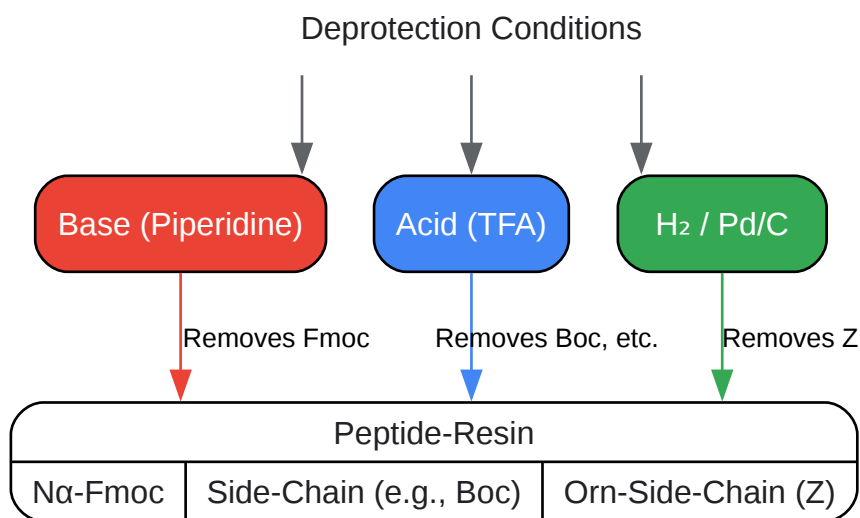 Deprotection Conditions
Base (Piperidine)
Acid (TFA)
H₂ / Pd/C
Removes Fmoc
Removes Boc, etc.
Removes Z
Peptide-Resin
Nα-Fmoc
Side-Chain (e.g., Boc)
Orn-Side-Chain (Z)